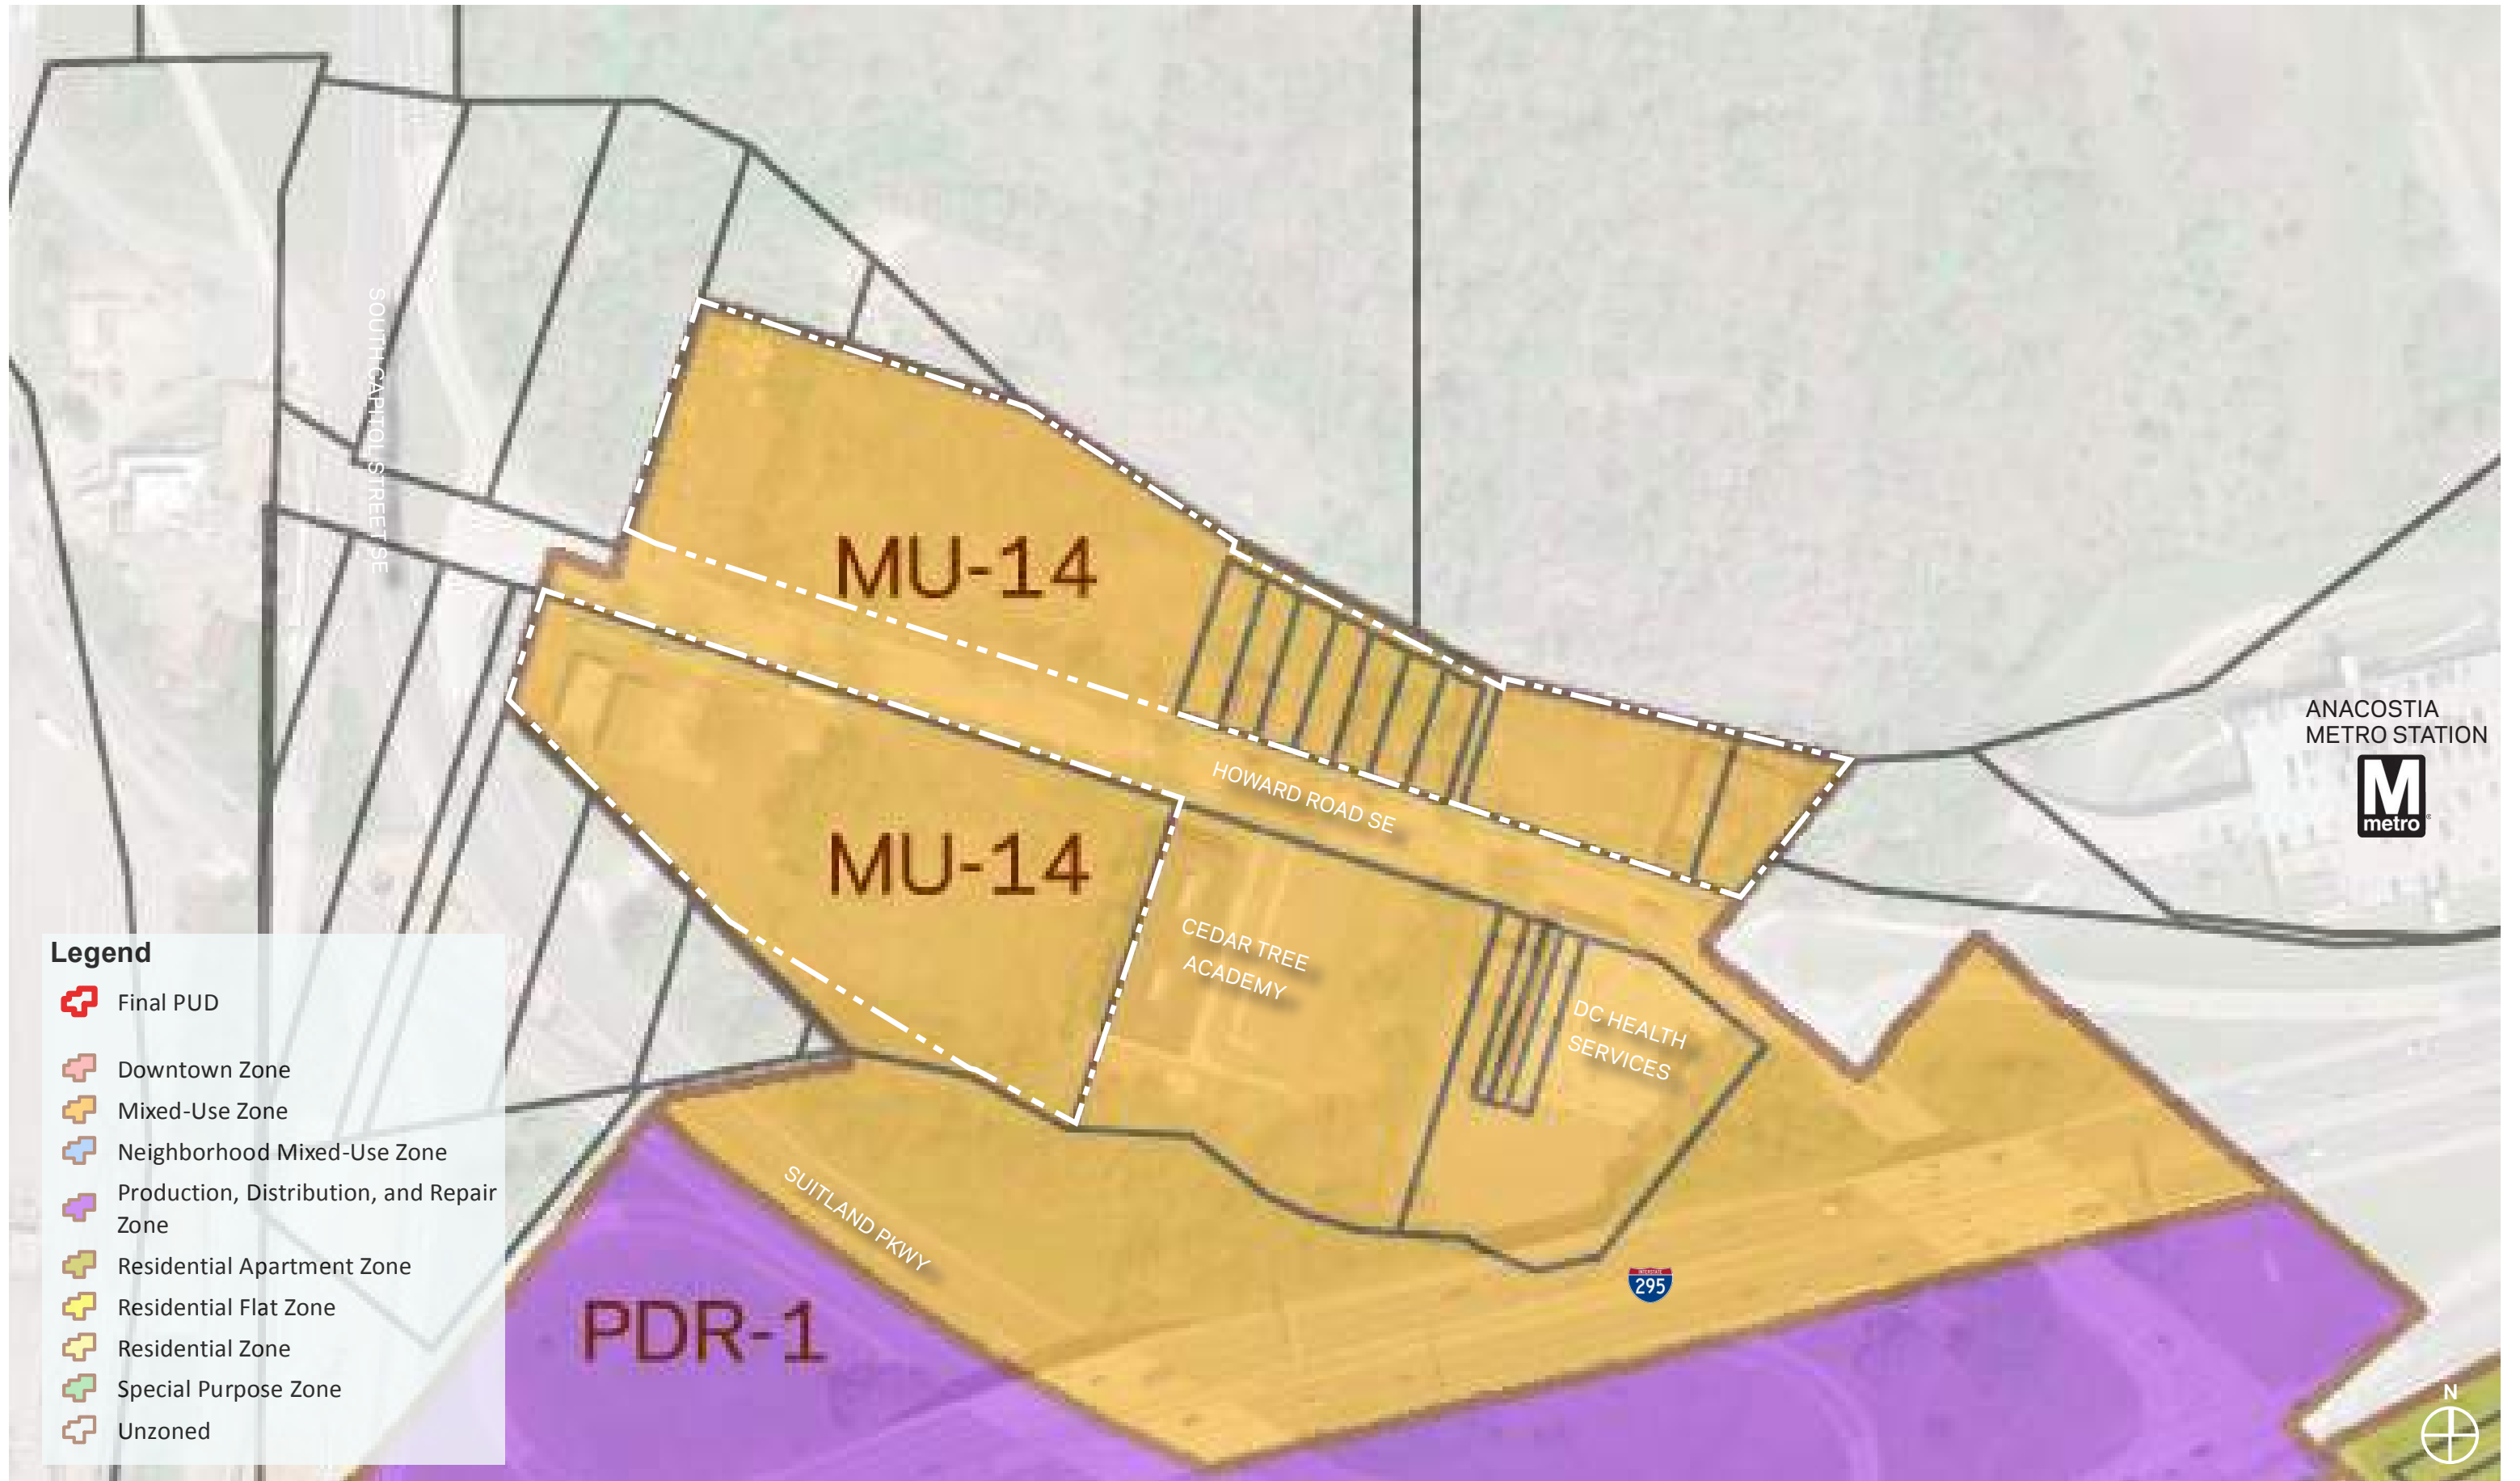 SOUTH CAPITOL STREET SE
MU-14
MU-14
HOWARD ROAD SE
CEDAR TREE
ACADEMY
DC HEALTH
SERVICES
ANACOSTIA
METRO STATION
M
metro
SUITLAND PKWY
INTERSTATE
295
PDR-1
N
Legend
Final PUD
Downtown Zone
Mixed-Use Zone
Neighborhood Mixed-Use Zone
Production, Distribution, and Repair
Zone
Residential Apartment Zone
Residential Flat Zone
Residential Zone
Special Purpose Zone
Unzoned